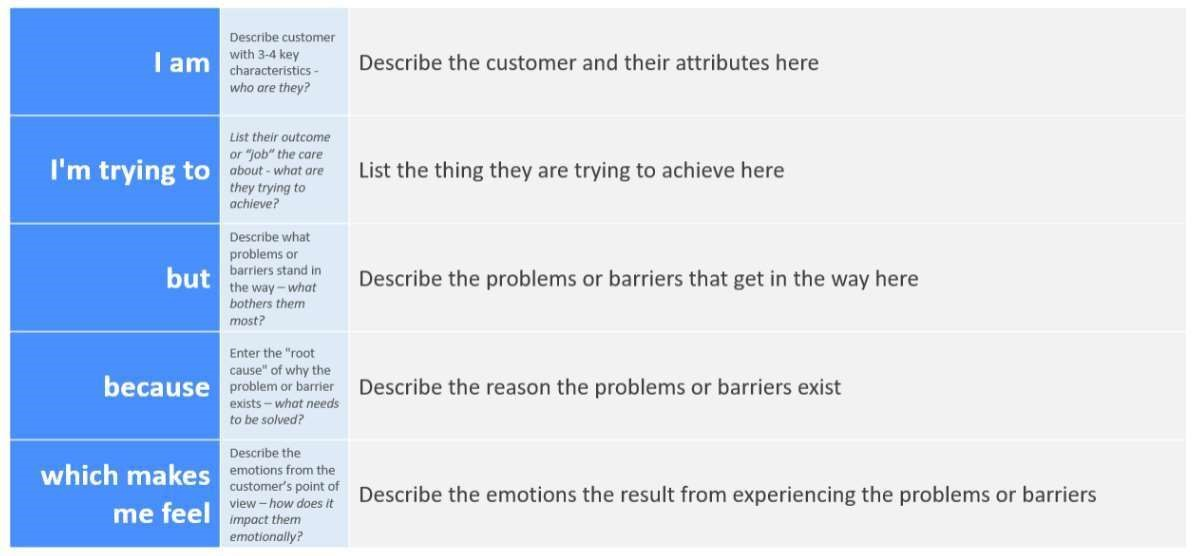 I am
Describe customer
with 3-4 key
characteristics -
who are they?
Describe the customer and their attributes here
I'm trying to
List their outcome
or “job” the care
about - what are
they trying to
achieve?
List the thing they are trying to achieve here
but
Describe what
problems or
barriers stand in
the way – what
bothers them
most?
Describe the problems or barriers that get in the way here
because
Enter the "root
cause" of why the
problem or barrier
exists – what needs
to be solved?
Describe the reason the problems or barriers exist
which makes
me feel
Describe the
emotions from the
customer's point of
view – how does it
impact them
emotionally?
Describe the emotions the result from experiencing the problems or barriers